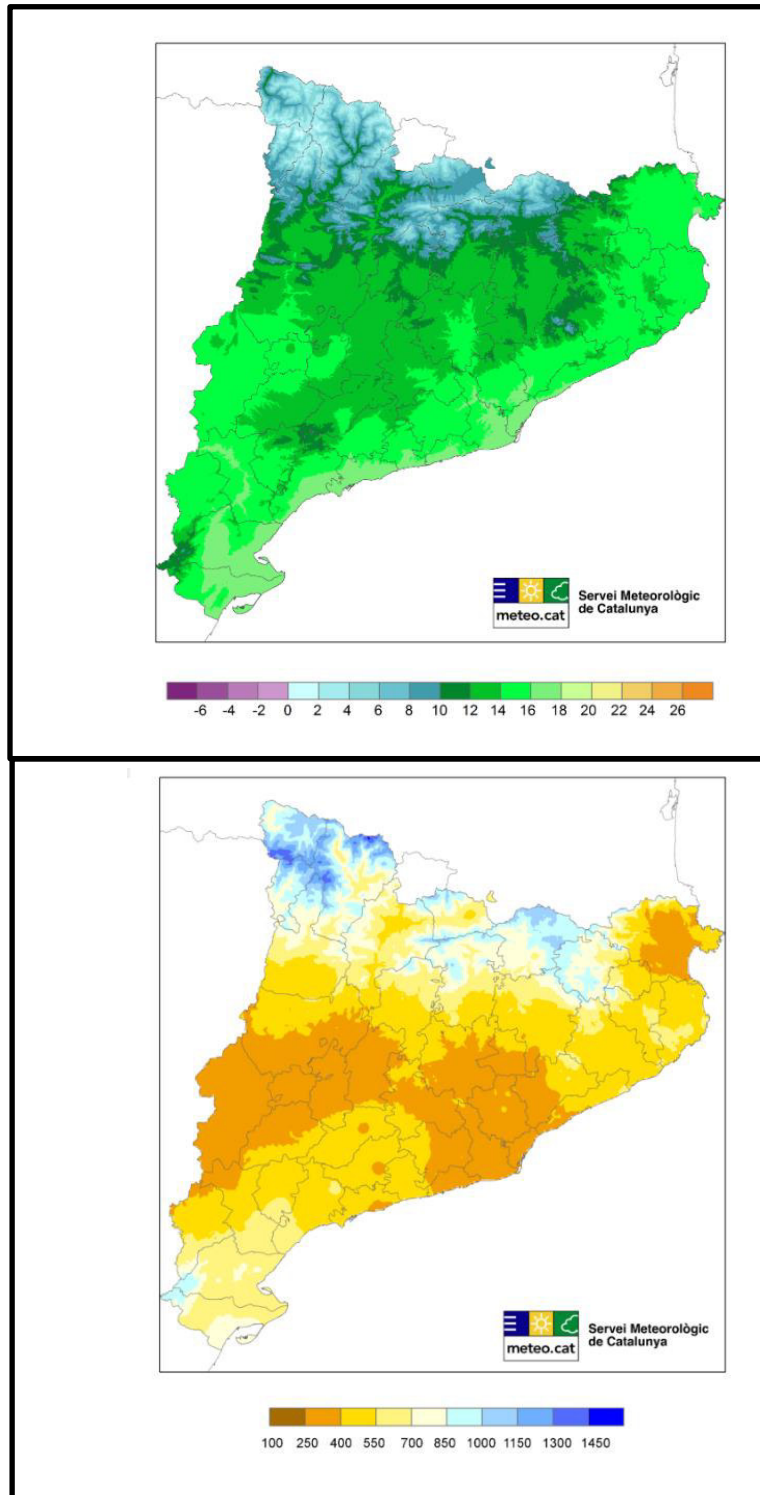 Servei Meteorològic
de Catalunya
meteo.cat
-6 -4 -2 0 2 4 6 8 10 12 14 16 18 20 22 24 26
Servei Meteorològic
de Catalunya
meteo.cat
100 250 400 550 700 850 1000 1150 1300 1450